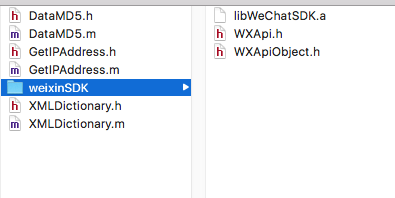 DataMD5.h
DataMD5.m
GetIPAddress.h
GetIPAddress.m
weixinSDK
XMLDictionary.h
XMLDictionary.m
libWeChatSDK.a
WXApi.h
WXApiObject.h